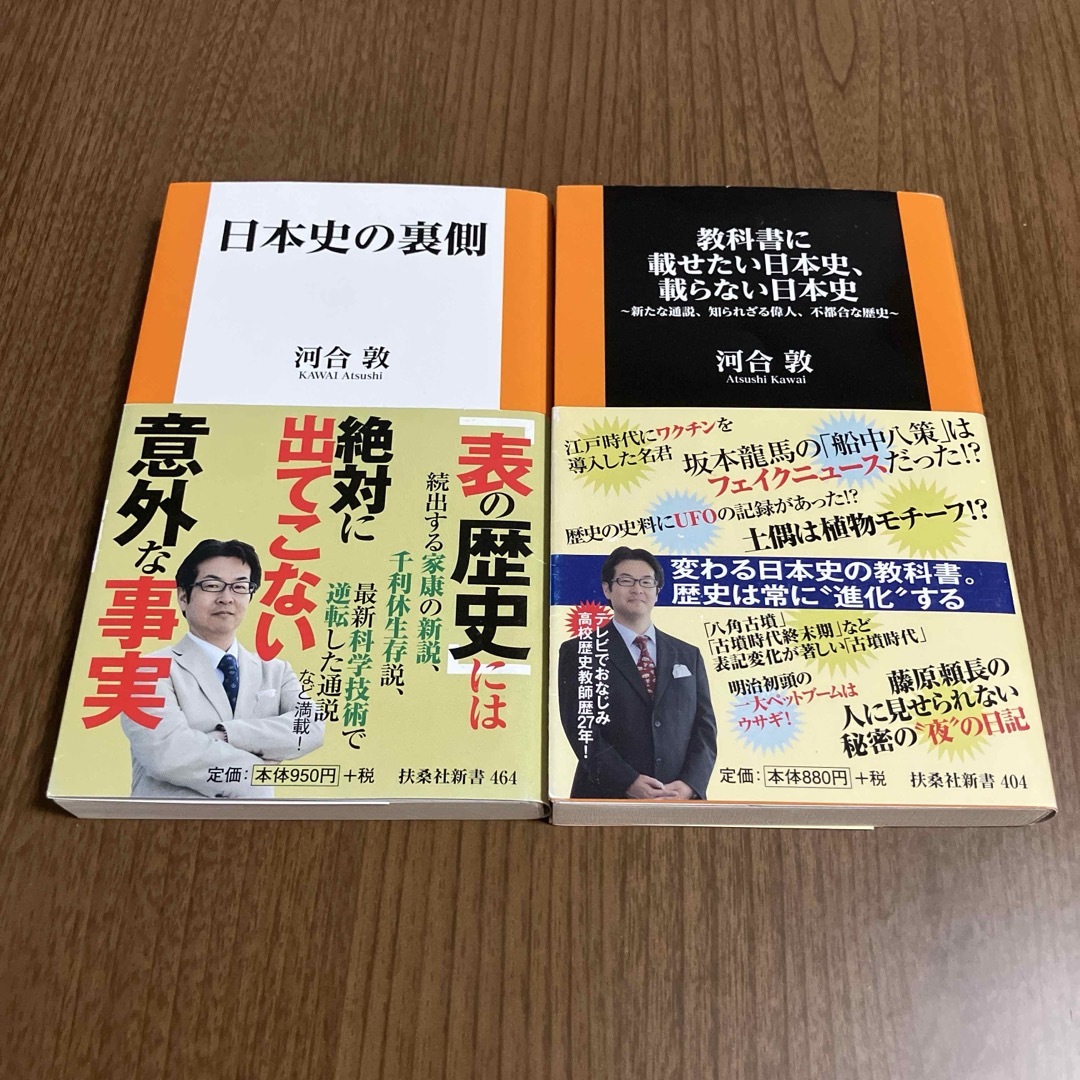 日本史の裏側
河合 敦
KAWAI Atsushi
「表の歴史」には
続出する家康の新説、
千利休生存説、
絶対に
出てこない
最新科学技術で
逆転した通説
など満載！
意外な
事実
定価：本体950円＋税
扶桑社新書 464
教科書に
載せたい日本史、
載らない日本史
～新たな通説、知られざる偉人、不都合な歴史～
河合 敦
Atsushi Kawai
江戸時代にワクチンを
導入した名君
坂本龍馬の「船中八策」は
フェイクニュースだった!?
歴史の史料にUFOの記録があった!?
土偶は植物モチーフ!?
変わる日本史の教科書。
歴史は常に〝進化〟する
テレビでおなじみ
高校歴史教師歴27年！
「八角古墳」
「古墳時代終末期」など
表記変化が著しい「古墳時代」
明治初頭の
一大ペットブームは
ウサギ！
藤原頼長の
人に見せられない
秘密の〝夜〟の日記
定価：本体880円＋税
扶桑社新書 404